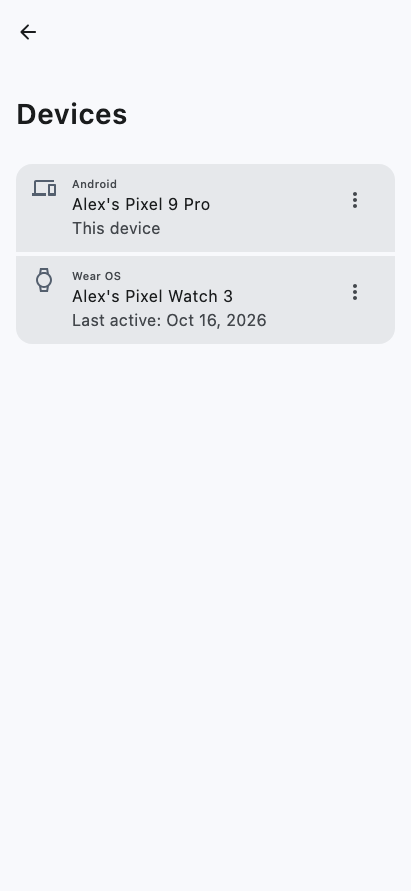 Devices
Android
Alex's Pixel 9 Pro
This device
Wear OS
Alex's Pixel Watch 3
Last active: Oct 16, 2026